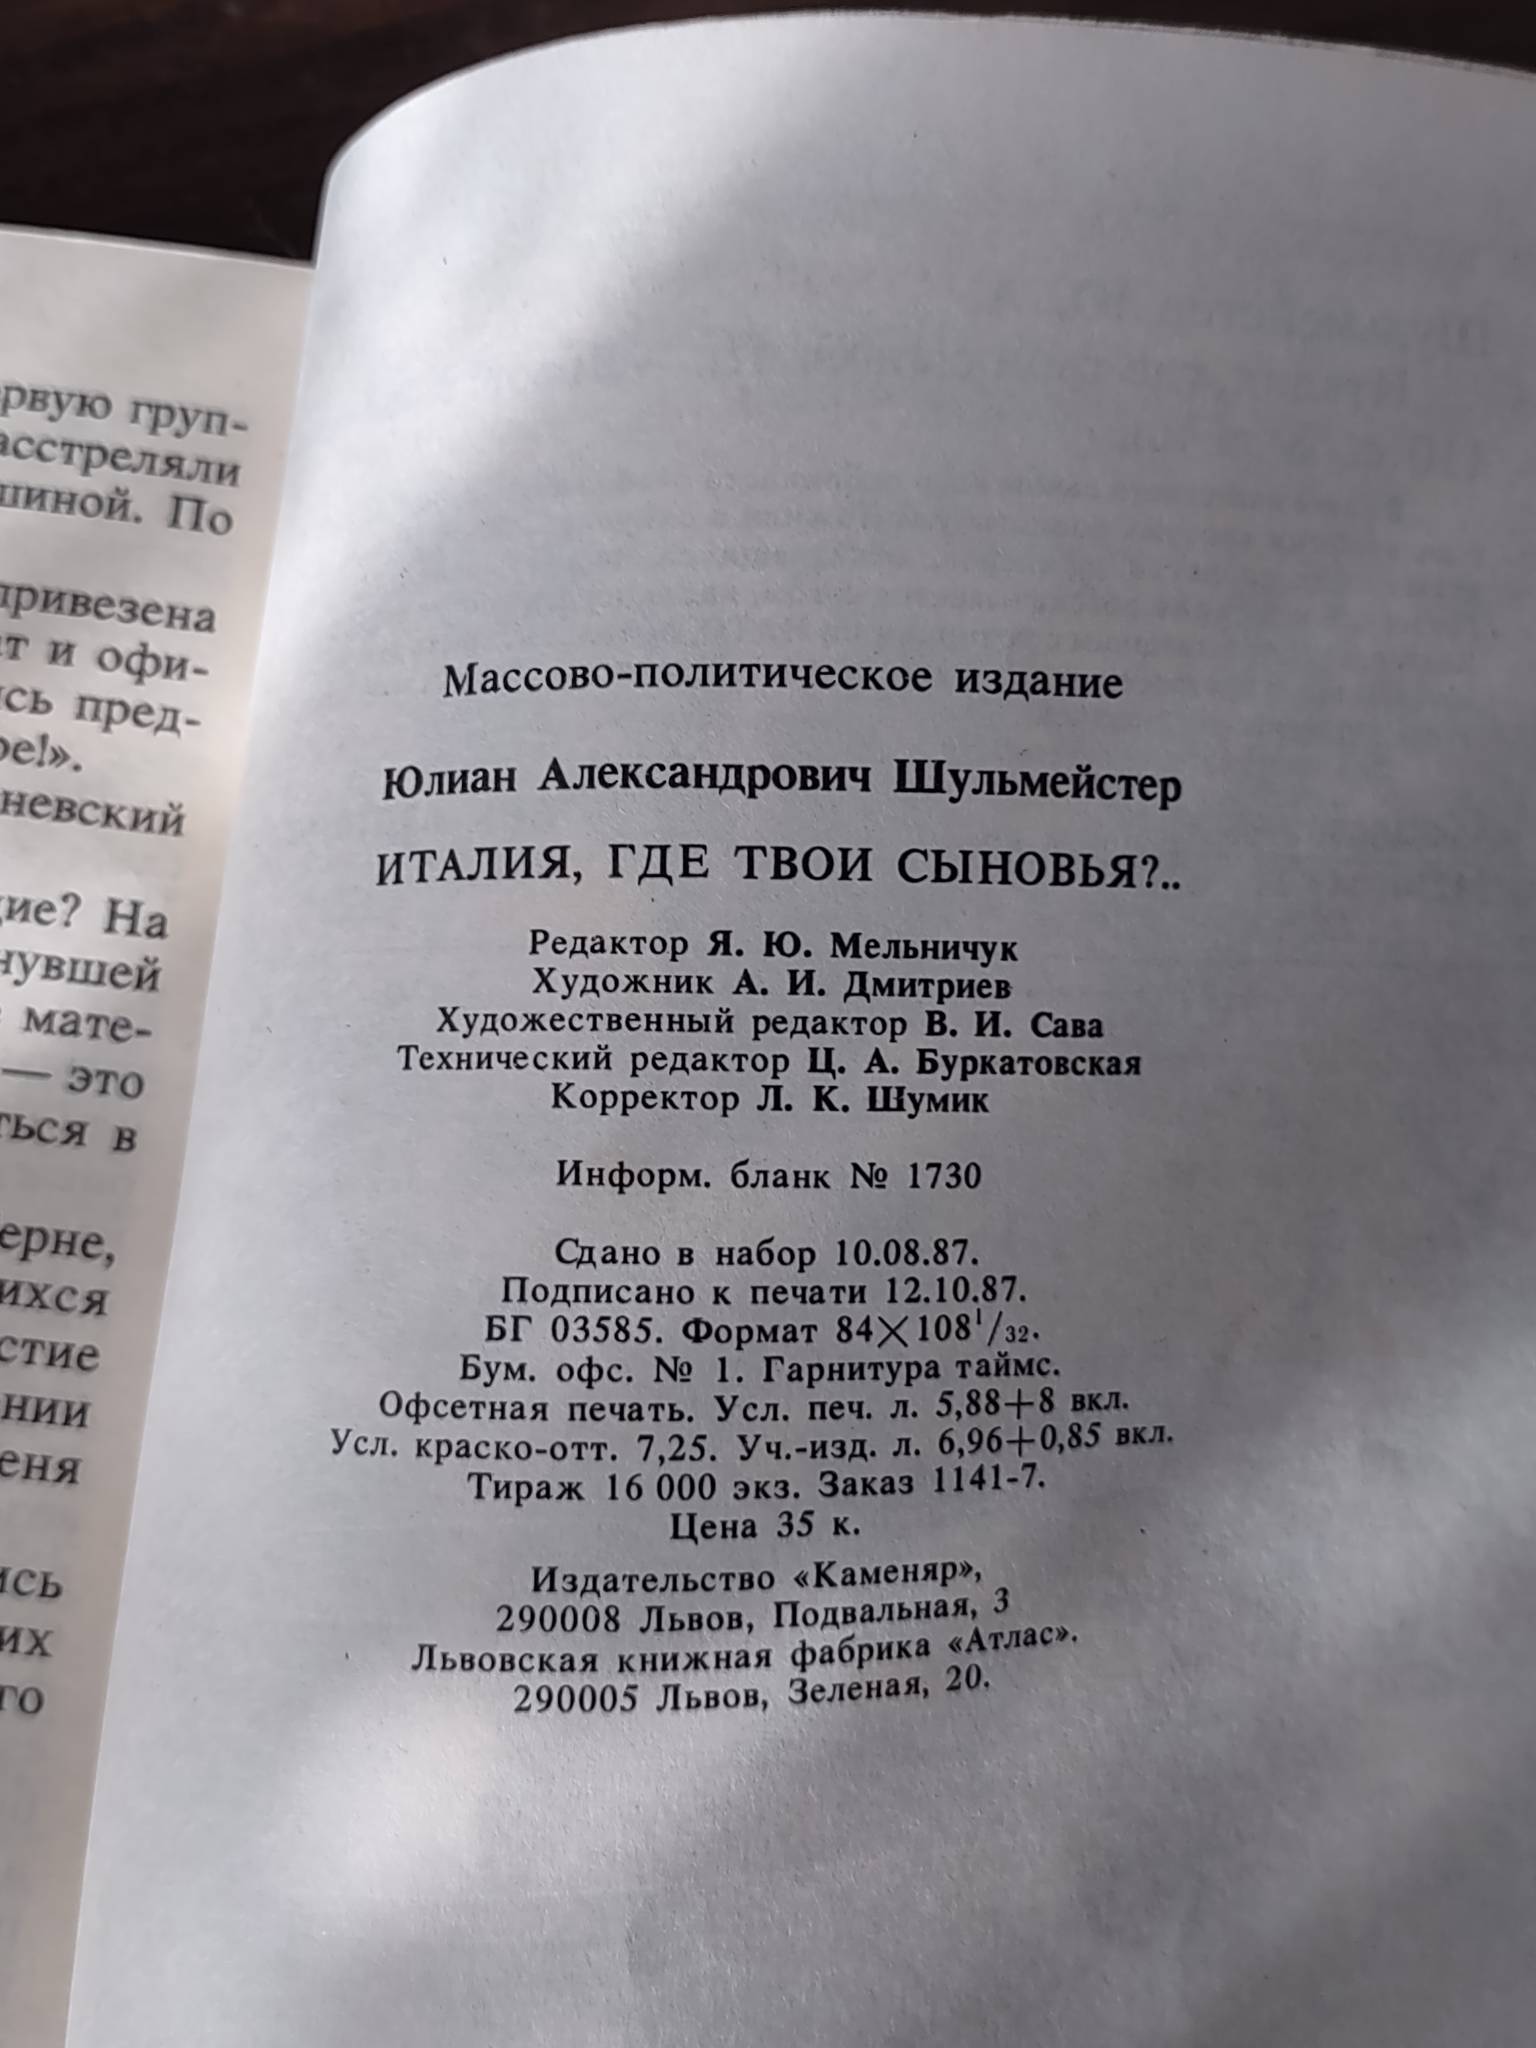 груп-
расстреляли
шиной. По
привезена
ат и офи-
ись пред-
ре!».
невский
щие? На
нувшей
мате-
— это
ться в
ерне,
ихся
стие
нии
еня
ись
их
го
Массово-политическое издание
Юлиан Александрович Шульмейстер
ИТАЛИЯ, ГДЕ ТВОИ СЫНОВЬЯ?..
Редактор Я. Ю. Мельничук
Художник А. И. Дмитриев
Художественный редактор В. И. Сава
Технический редактор Ц. А. Буркатовская
Корректор Л. К. Шумик
Информ. бланк № 1730
Сдано в набор 10.08.87.
Подписано к печати 12.10.87.
БГ 03585. Формат 84×108¹/₃₂.
Бум. офс. № 1. Гарнитура таймс.
Офсетная печать. Усл. печ. л. 5,88+8 вкл.
Усл. краско-отт. 7,25. Уч.-изд. л. 6,96+0,85 вкл.
Тираж 16 000 экз. Заказ 1141-7.
Цена 35 к.
Издательство «Каменяр»,
290008 Львов, Подвальная, 3
Львовская книжная фабрика «Атлас».
290005 Львов, Зеленая, 20.